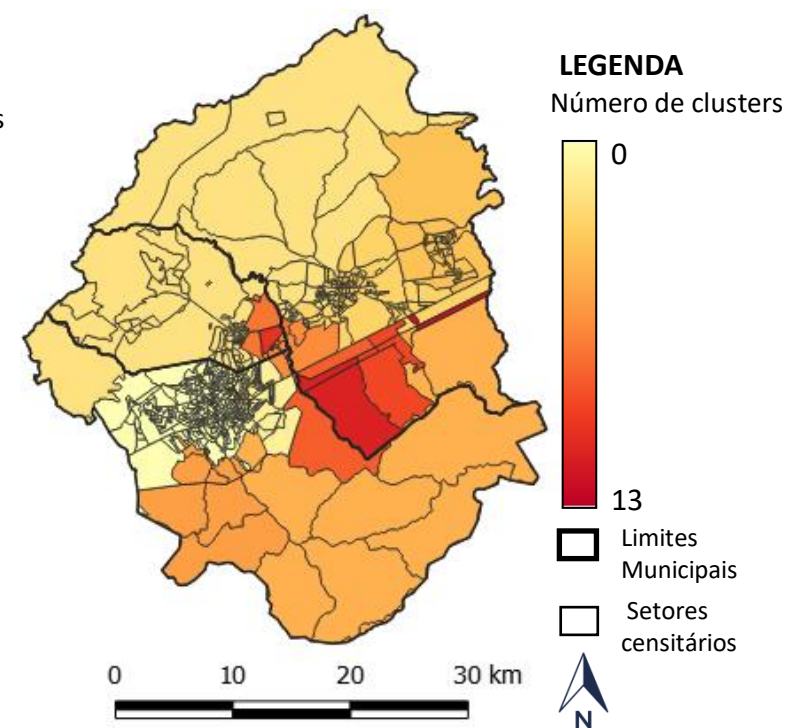 s
LEGENDA
Número de clusters
0
13
Limites
Municipais
Setores
censitários
0 10 20 30 km
N